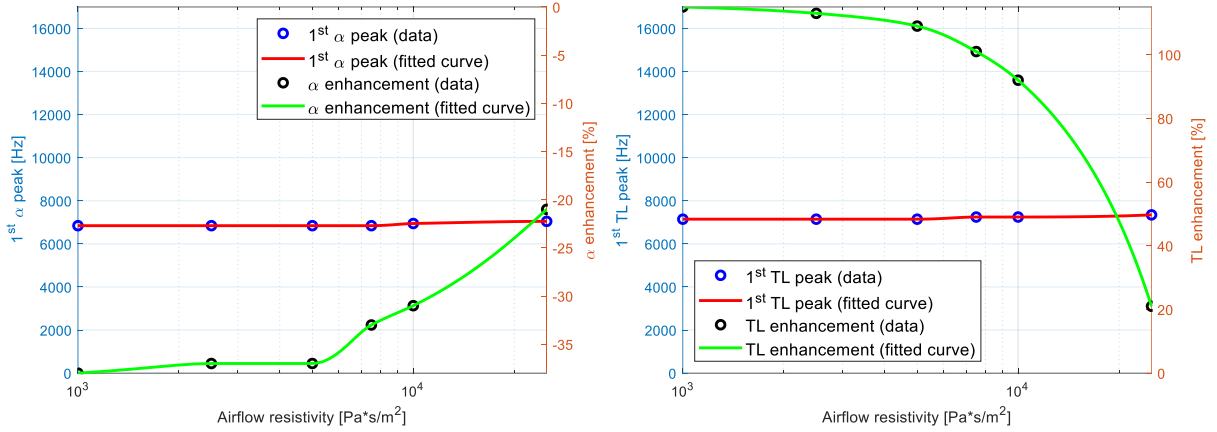 16000
14000
12000
10000
8000
6000
4000
2000
0
1st α peak [Hz]
1st α peak (data)
1st α peak (fitted curve)
α enhancement (data)
α enhancement (fitted curve)
0
-5
-10
-15
-20
-25
-30
-35
α enhancement [%]
10^3
10^4
Airflow resistivity [Pa*s/m^2]
16000
14000
12000
10000
8000
6000
4000
2000
0
1st TL peak [Hz]
1st TL peak (data)
1st TL peak (fitted curve)
TL enhancement (data)
TL enhancement (fitted curve)
100
80
60
40
20
0
TL enhancement [%]
10^3
10^4
Airflow resistivity [Pa*s/m^2]